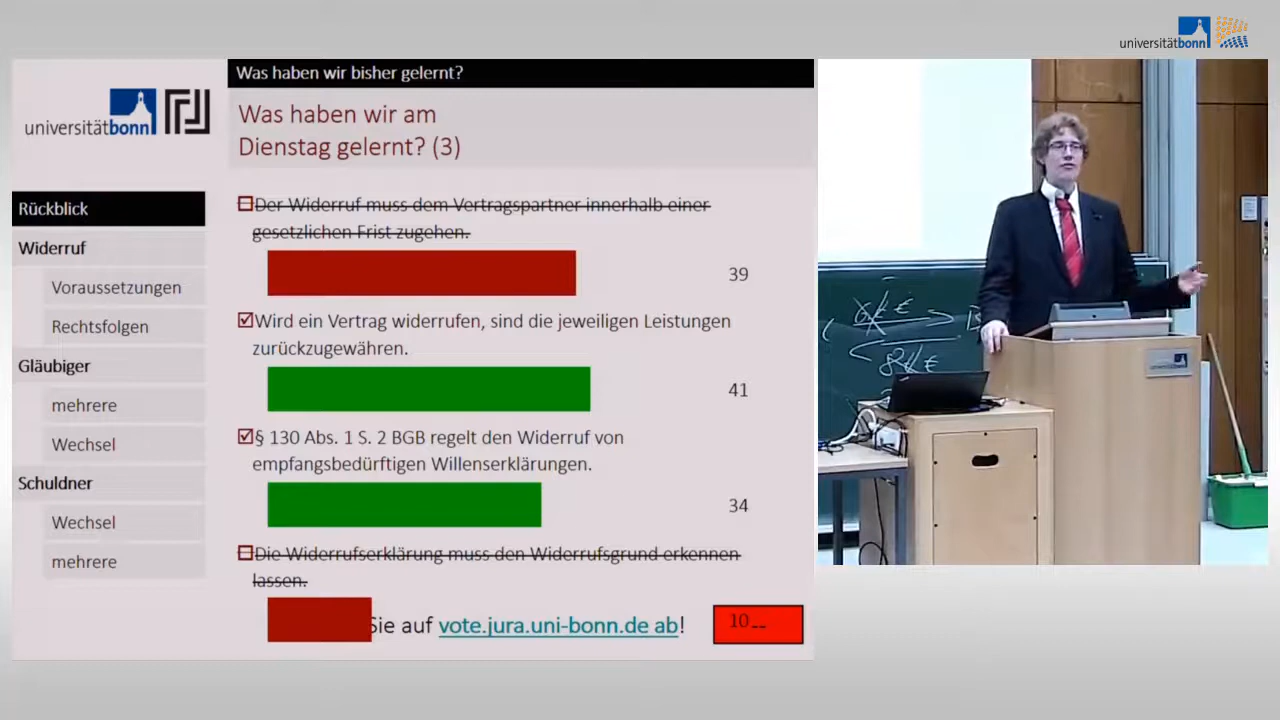 universitätbonn
Was haben wir bisher gelernt?
universitätbonn
Was haben wir am
Dienstag gelernt? (3)
Rückblick
Widerruf
Voraussetzungen
Rechtsfolgen
Gläubiger
mehrere
Wechsel
Schuldner
Wechsel
mehrere
Der Widerruf muss dem Vertragspartner innerhalb einer
gesetzlichen Frist zugehen.
39
Wird ein Vertrag widerrufen, sind die jeweiligen Leistungen
zurückzugewähren.
41
§ 130 Abs. 1 S. 2 BGB regelt den Widerruf von
empfangsbedürftigen Willenserklärungen.
34
Die Widerrufserklärung muss den Widerrufsgrund erkennen
lassen.
Sie auf vote.jura.uni-bonn.de ab!
10